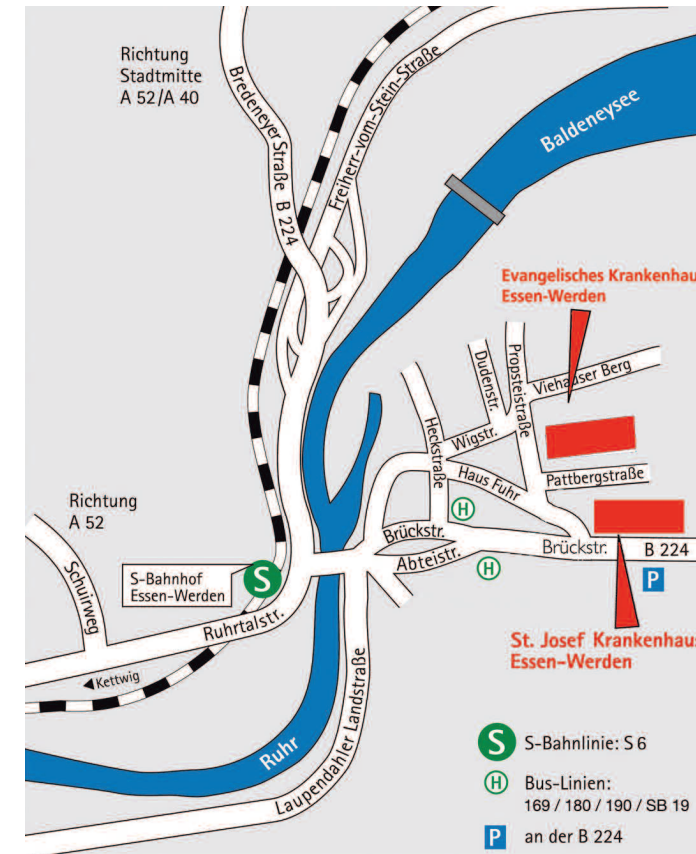 Richtung
Stadtmitte
A 52/A 40
Bredeneyer
Straße B 224
Freiherr-vom-Stein-Straße
Baldeneysee
Evangelisches Krankenhau
Essen-Werden
Dudenstr.
Propsteistraße
Viehauser Berg
Heckstraße
Wigstr.
Haus Fuhr
Pattbergstraße
Richtung
A 52
H
Brückstr.
Brückstr.
B 224
Abteistr.
H
P
S-Bahnhof
Essen-Werden
S
Schuirweg
Ruhrtalstr.
Kettwig
St. Josef Krankenhaus
Essen-Werden
Ruhr
Laupendahler Landstraße
S S-Bahnlinie: S 6
H Bus-Linien:
169 / 180 / 190 / SB 19
P an der B 224